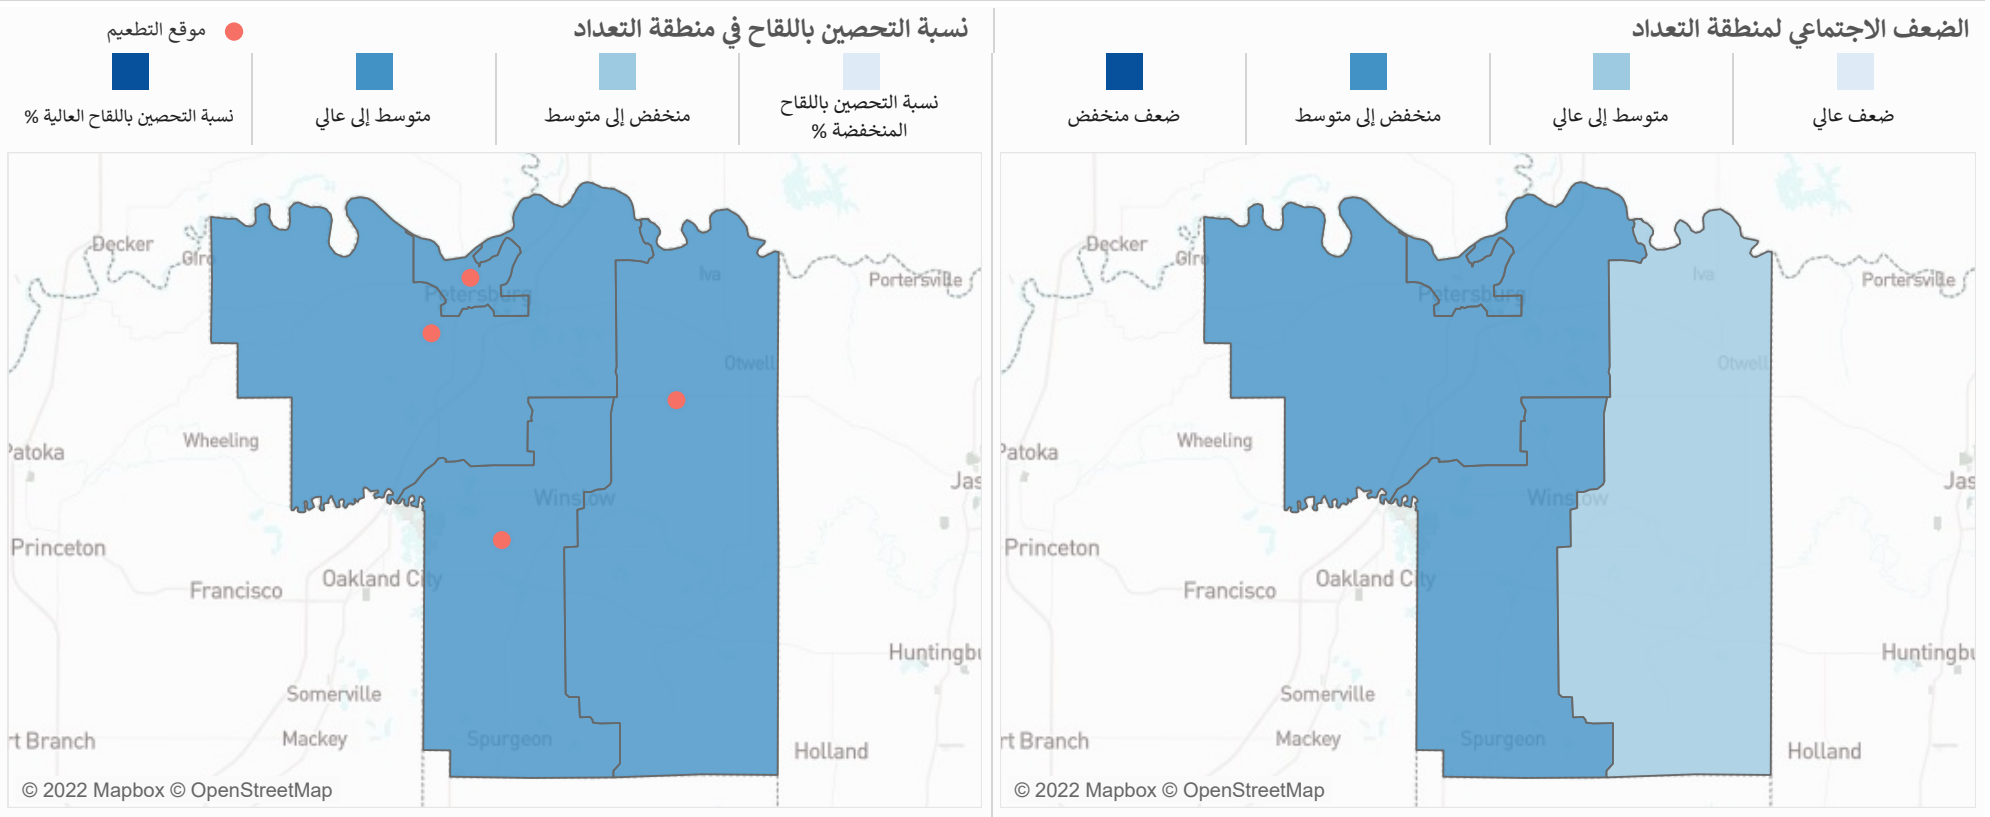 الضعف الاجتماعي لمنطقة التعداد
ضعف عالي
متوسط إلى عالي
منخفض إلى متوسط
ضعف منخفض
Decker
Giro
Petersburg
Iva
Portersville
Otwell
Wheeling
Patoka
Winslow
Jas
Princeton
Francisco
Oakland City
Huntingbu
Somerville
rt Branch
Mackey
Spurgeon
Holland
© 2022 Mapbox © OpenStreetMap
نسبة التحصين باللقاح في منطقة التعداد
موقع التطعيم
نسبة التحصين باللقاح
المنخفضة %
منخفض إلى متوسط
متوسط إلى عالي
نسبة التحصين باللقاح العالية %
Decker
Giro
Petersburg
Iva
Portersville
Otwell
Wheeling
Patoka
Winslow
Jas
Princeton
Francisco
Oakland City
Huntingbu
Somerville
rt Branch
Mackey
Spurgeon
Holland
© 2022 Mapbox © OpenStreetMap